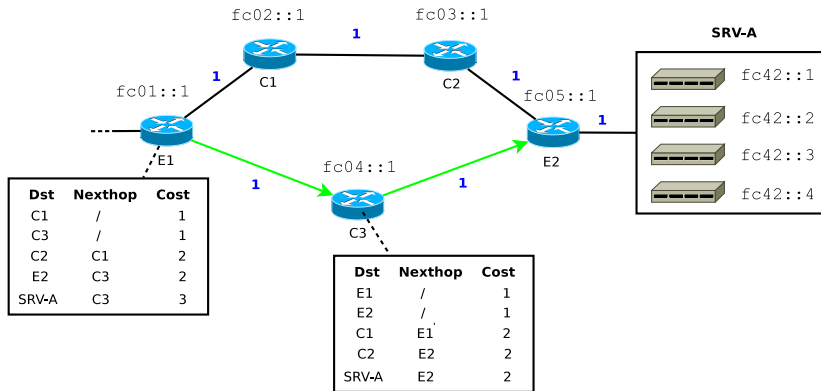 fc02::1
fc03::1
SRV-A
1
C1
C2
fc42::1
fc42::2
fc42::3
fc42::4
1
1
fc01::1
fc05::1
1
E1
E2
fc04::1
1
1
C3
Dst Nexthop Cost
C1 / 1
C3 / 1
C2 C1 2
E2 C3 2
SRV-A C3 3
Dst Nexthop Cost
E1 / 1
E2 / 1
C1 E1 2
C2 E2 2
SRV-A E2 2